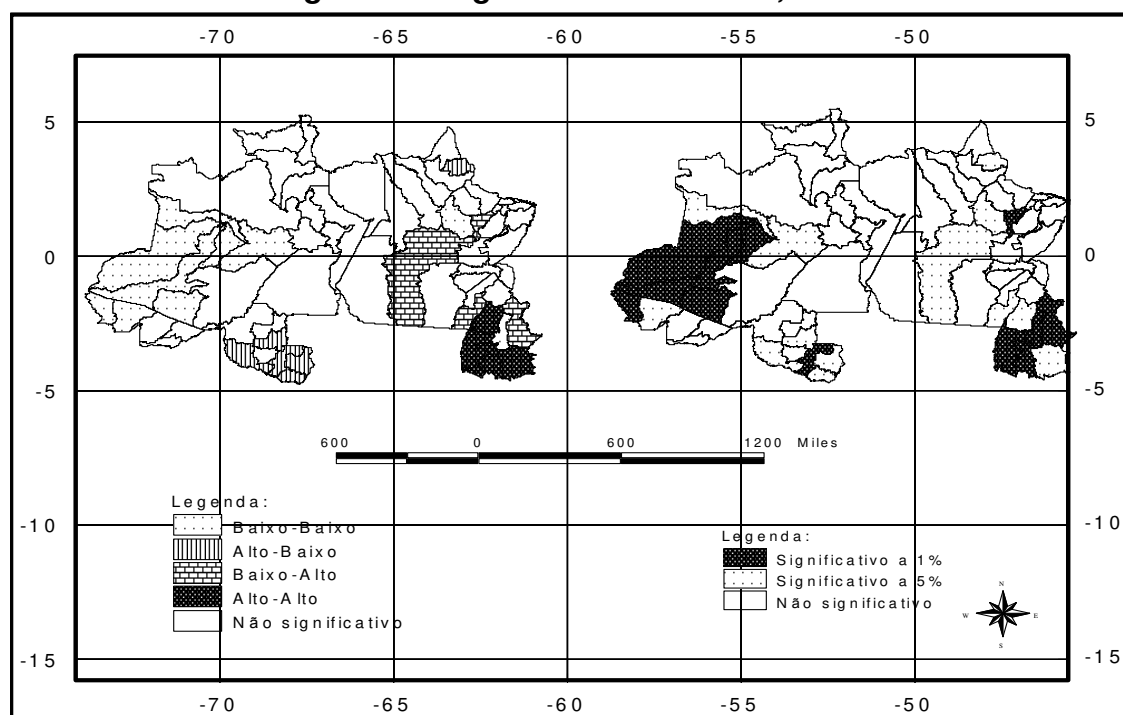 -70 -65 -60 -55 -50
5 5
0 0
-5 -5
-10 -10
-15 -15
600 0 600 1200 Miles
Legenda:
Baixo-Baixo
Alto-Baixo
Baixo-Alto
Alto-Alto
Não significativo
Legenda:
Significativo a 1%
Significativo a 5%
Não significativo
N
W E
S
-70 -65 -60 -55 -50